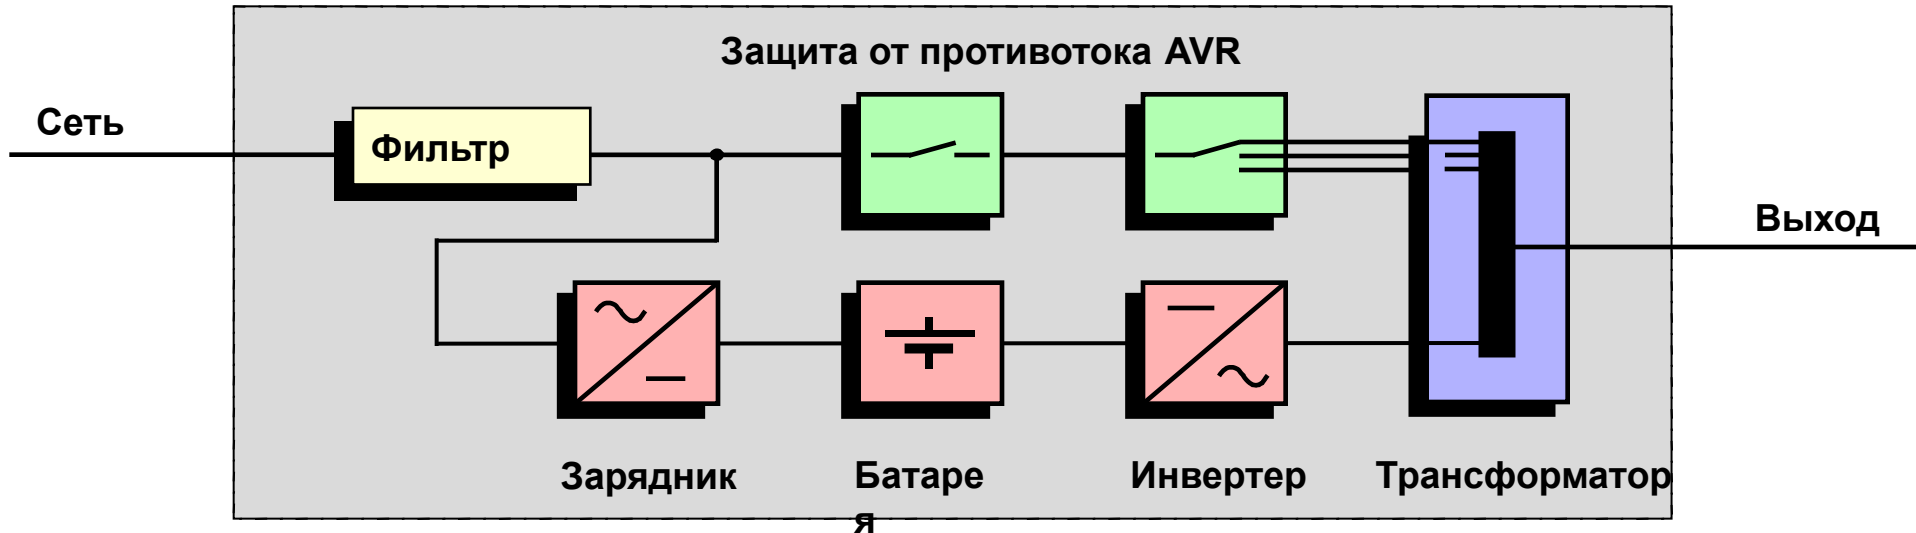 Защита от противотока AVR
Сеть
Фильтр
Выход
Зарядник
Батаре
я
Инвертер
Трансформатор